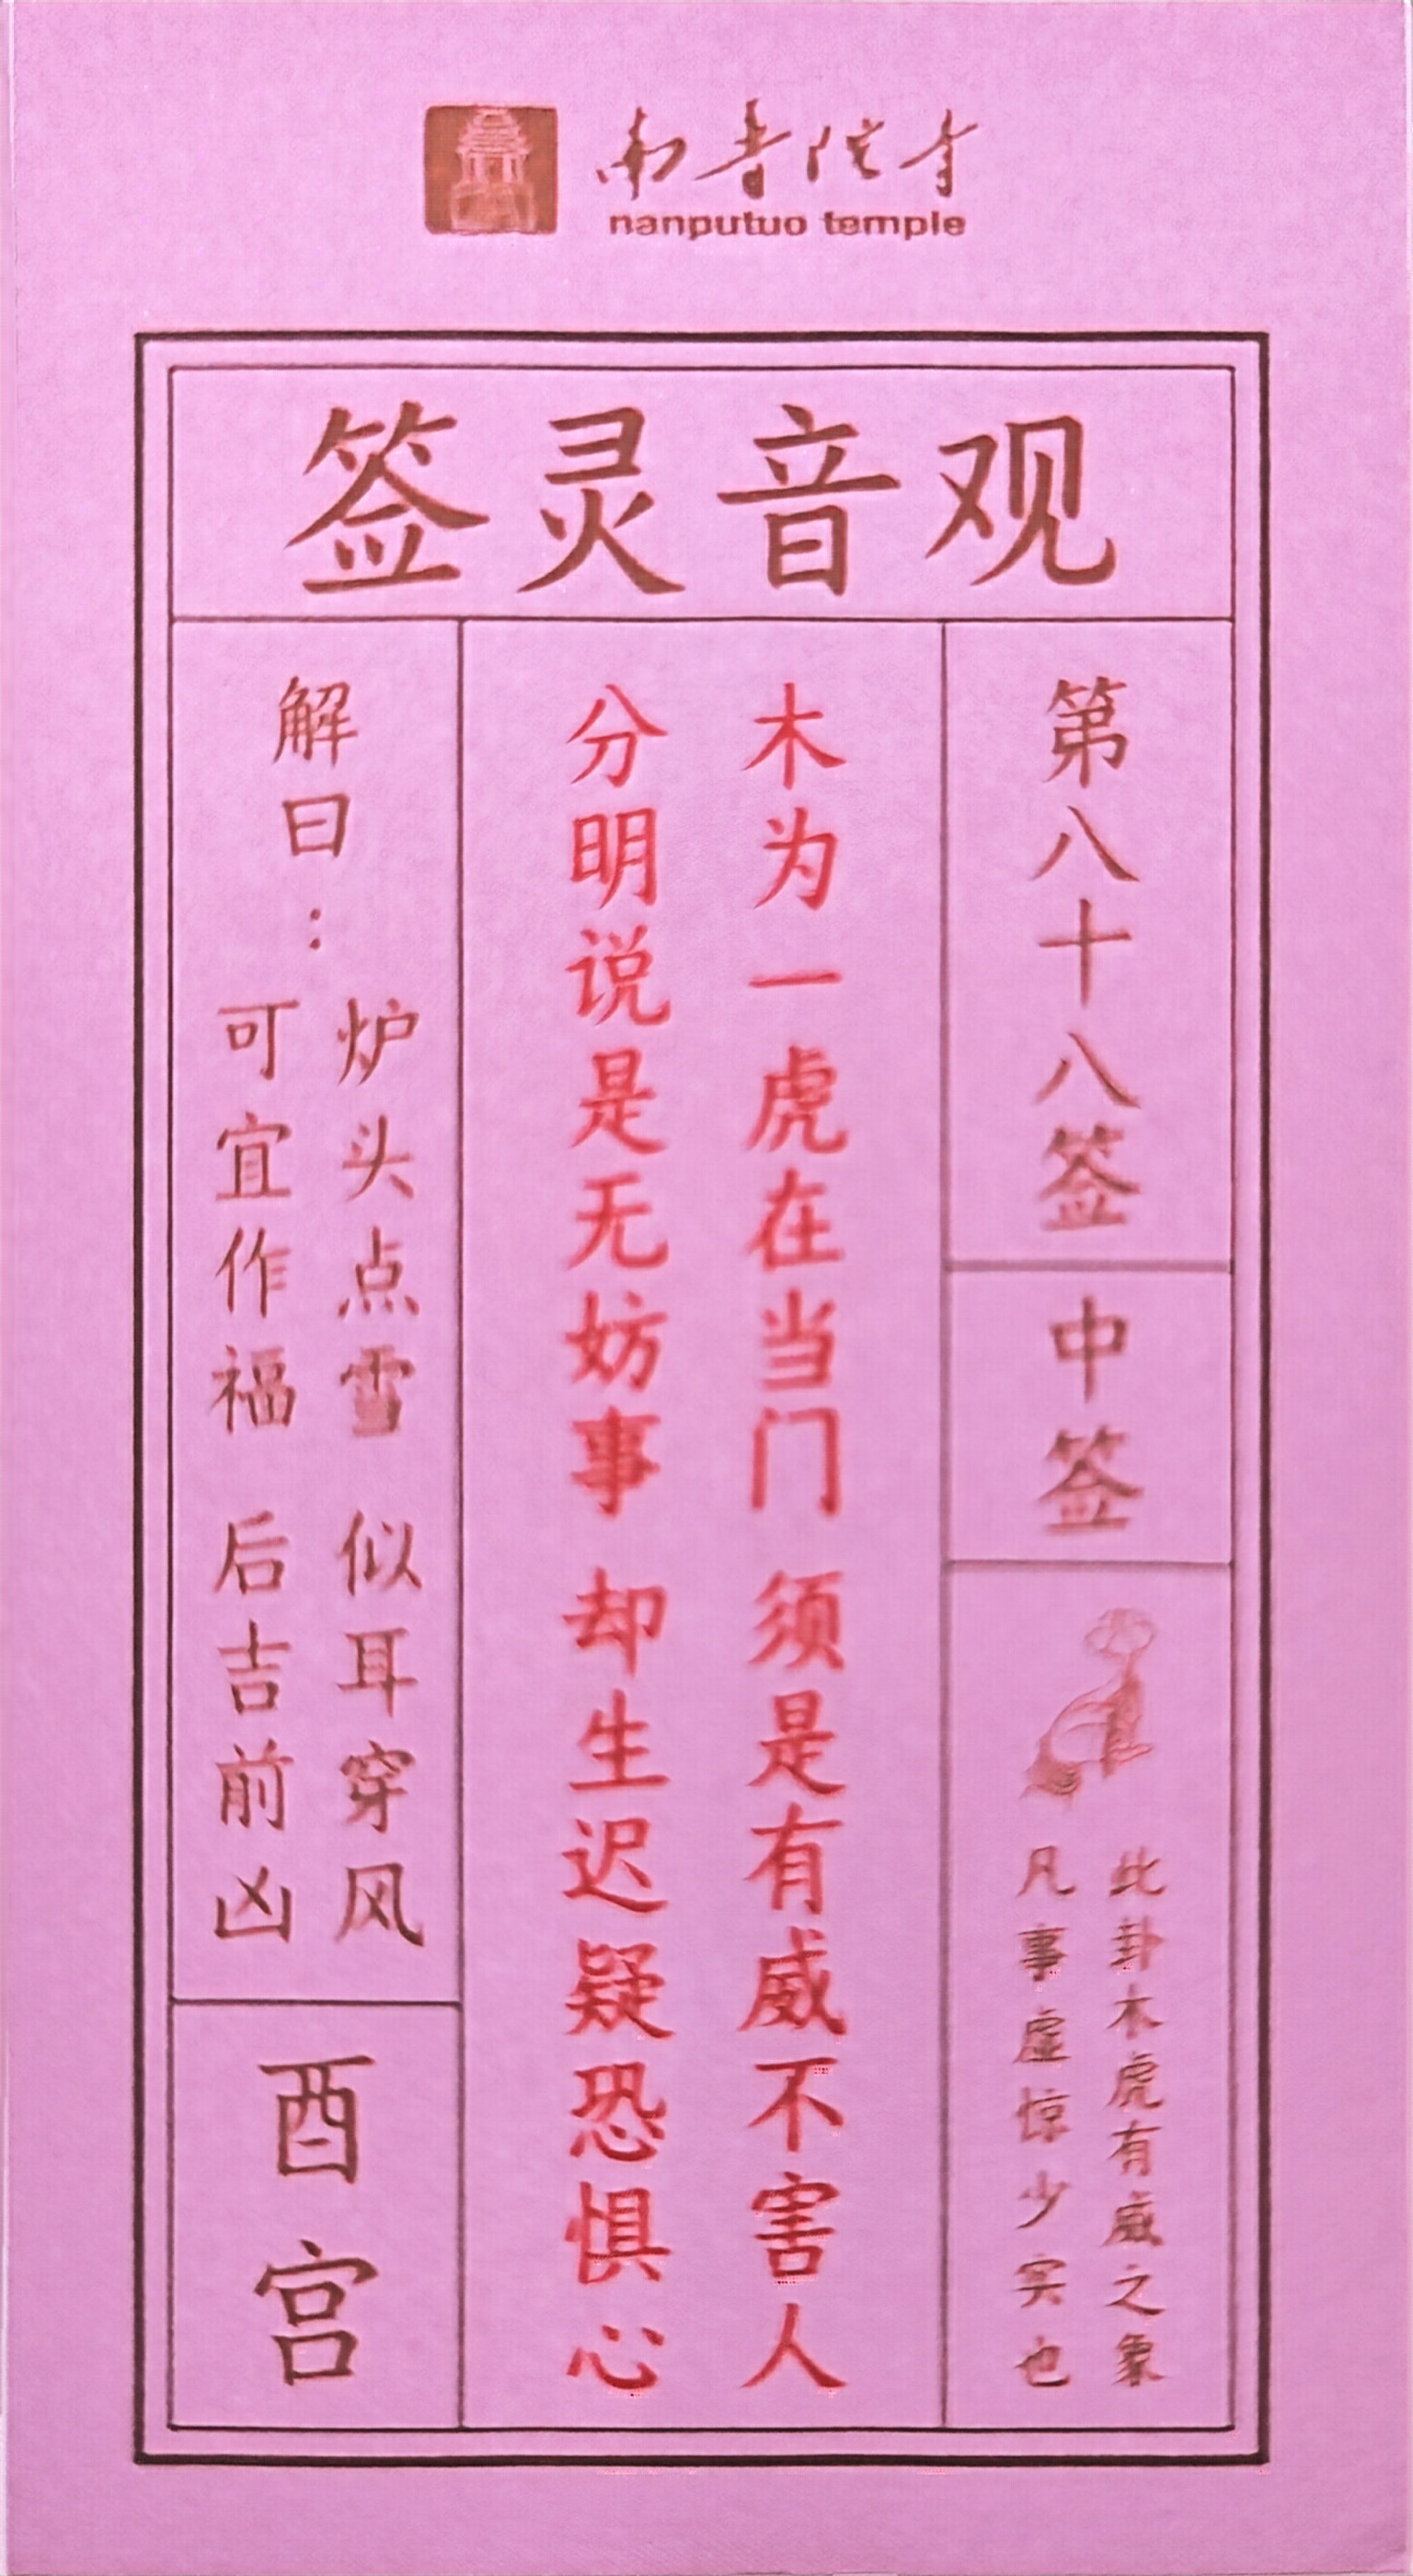 南普陀寺
nanputuo temple
观音灵签
第八十八签
中签
此卦木虎有威之象
凡事虚惊少实也
木为一虎在当门 须是有威不害人
分明说是无妨事 却生迟疑恐惧心
解曰：
炉头点雪 似耳穿风
可宜作福 后吉前凶
酉宫